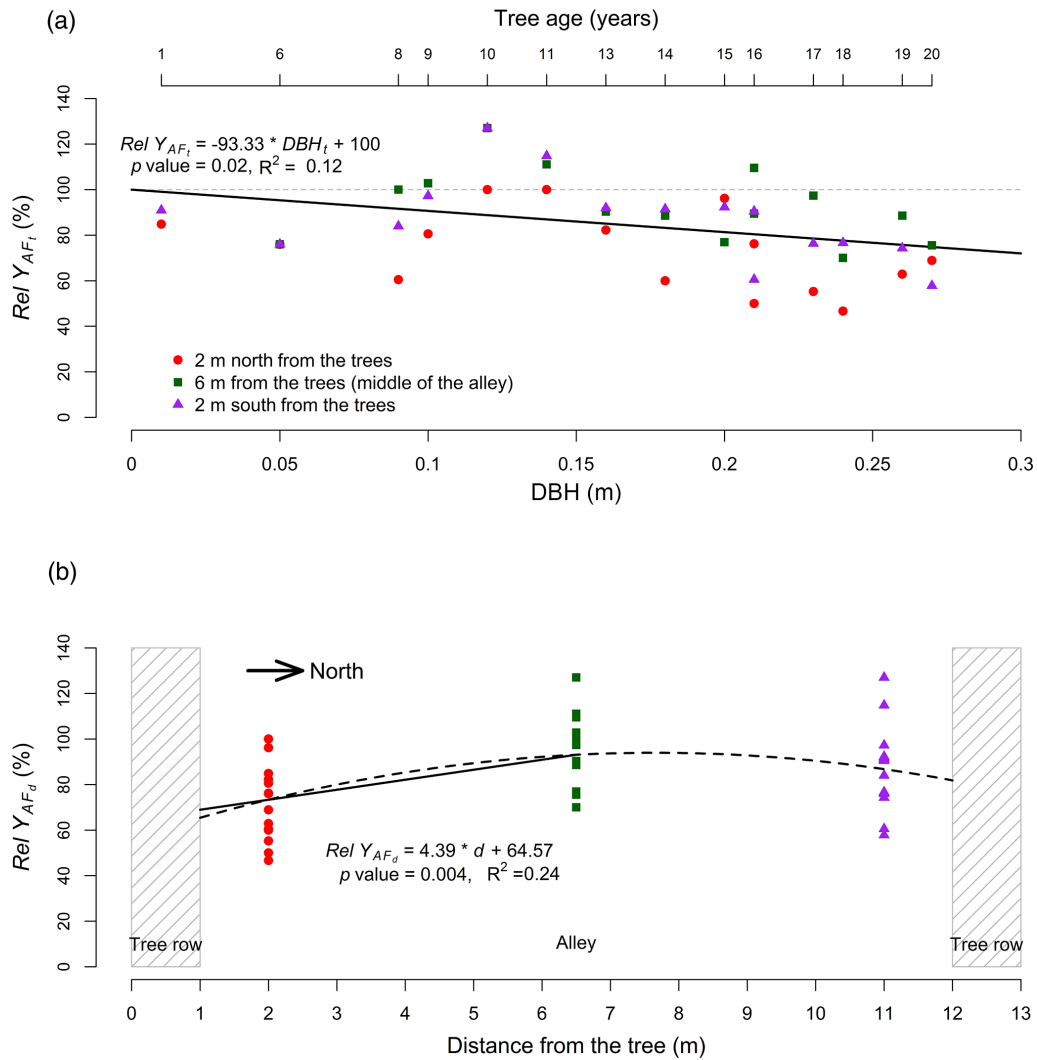 (a)
Tree age (years)
1 6 8 9 10 11 13 14 15 16 17 18 19 20
Rel Y_AF_t (%)
0 20 40 60 80 100 120 140
Rel Y_AF_t = -93.33 * DBH_t + 100
p value = 0.02, R² = 0.12
2 m north from the trees
6 m from the trees (middle of the alley)
2 m south from the trees
0 0.05 0.1 0.15 0.2 0.25 0.3
DBH (m)
(b)
Rel Y_AF_d (%)
0 20 40 60 80 100 120 140
North
Rel Y_AF_d = 4.39 * d + 64.57
p value = 0.004, R² =0.24
Tree row
Alley
Tree row
0 1 2 3 4 5 6 7 8 9 10 11 12 13
Distance from the tree (m)